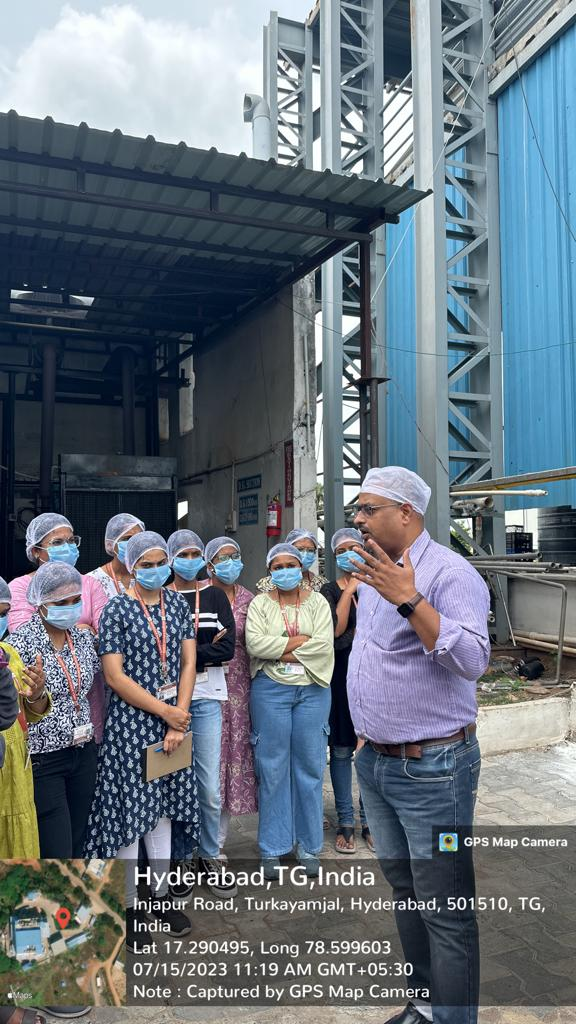 GPS Map Camera
Hyderabad,TG,India
Injapur Road, Turkayamjal, Hyderabad, 501510, TG,
India
Lat 17.290495, Long 78.599603
07/15/2023 11:19 AM GMT+05:30
Note : Captured by GPS Map Camera
Maps